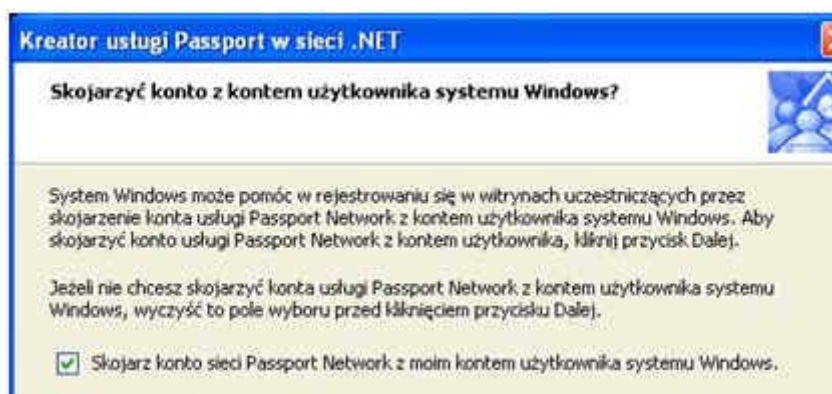 Kreator usługi Passport w sieci .NET
Skojarzyć konto z kontem użytkownika systemu Windows?
System Windows może pomóc w rejestrowaniu się w witrynach uczestniczących przez
skojarzenie konta usługi Passport Network z kontem użytkownika systemu Windows. Aby
skojarzyć konto usługi Passport Network z kontem użytkownika, kliknij przycisk Dalej.
Jeżeli nie chcesz skojarzyć konta usługi Passport Network z kontem użytkownika systemu
Windows, wyczyść to pole wyboru przed kliknięciem przycisku Dalej.
Skojarz konto sieci Passport Network z moim kontem użytkownika systemu Windows.